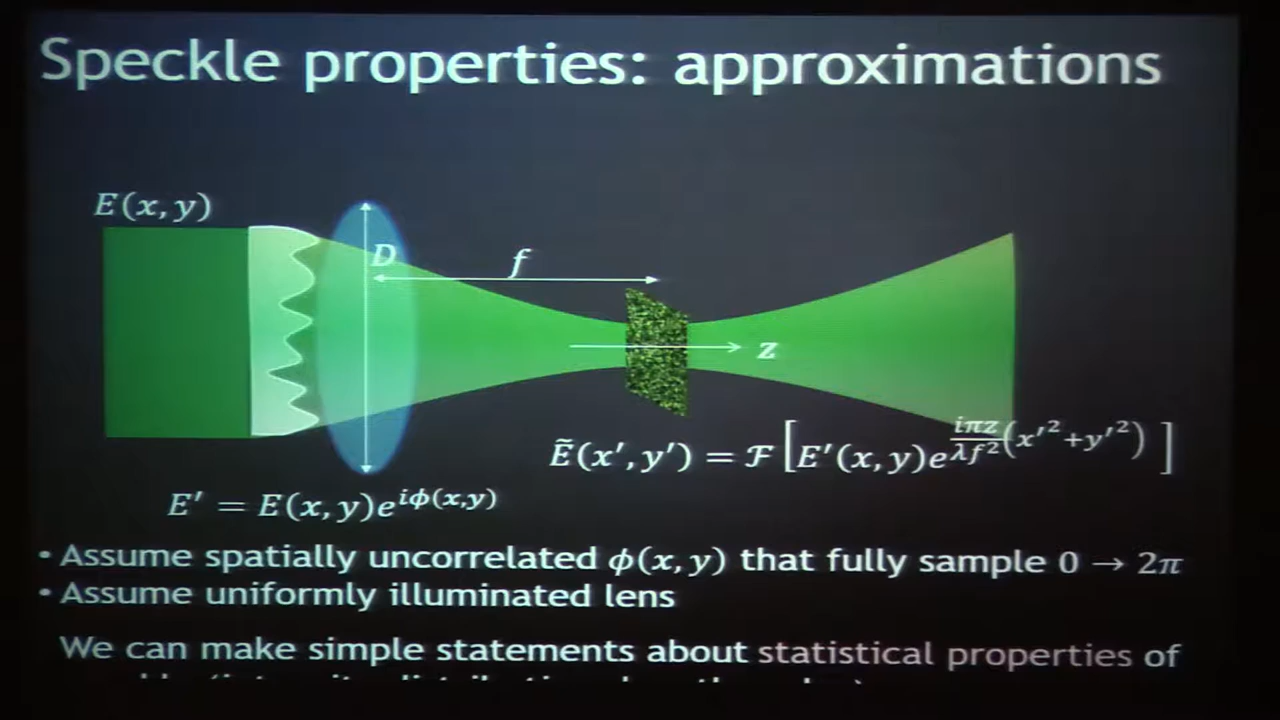 Speckle properties: approximations
E(x, y)
D
f
z
Ẽ(x′, y′) = ℱ[E′(x, y)e^{\frac{iπz}{λf²}(x′²+y′²)}]
E′ = E(x, y)e^{iϕ(x,y)}
• Assume spatially uncorrelated ϕ(x, y) that fully sample 0 → 2π
• Assume uniformly illuminated lens
We can make simple statements about statistical properties of